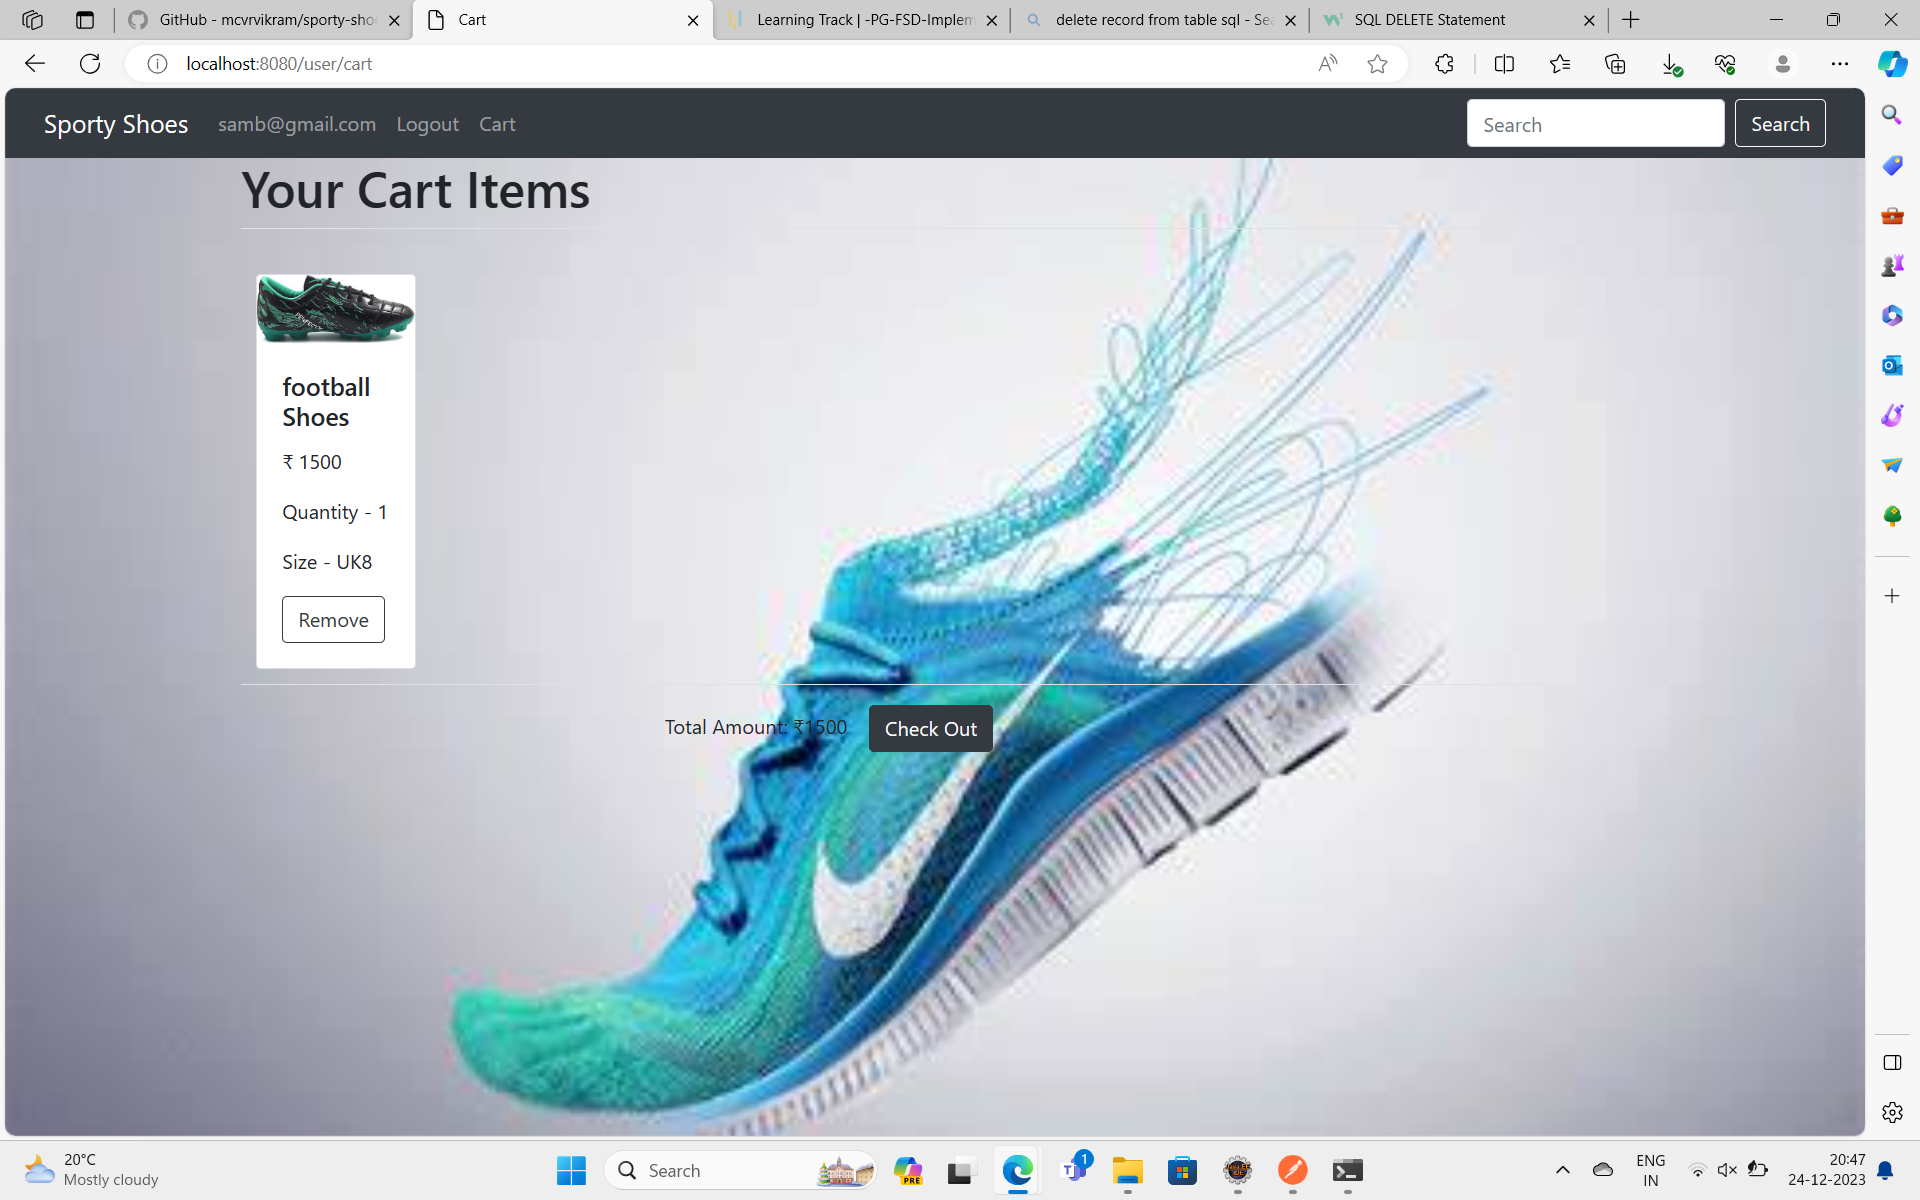 GitHub - mcvrvikram/sporty-sho
Cart
Learning Track | -PG-FSD-Implem
delete record from table sql - Sea
SQL DELETE Statement
localhost:8080/user/cart
Sporty Shoes
samb@gmail.com
Logout
Cart
Search
Search
Your Cart Items
football
Shoes
₹ 1500
Quantity - 1
Size - UK8
Remove
Total Amount: ₹1500
Check Out
20°C
Mostly cloudy
Search
PRE
1
ENG
IN
20:47
24-12-2023